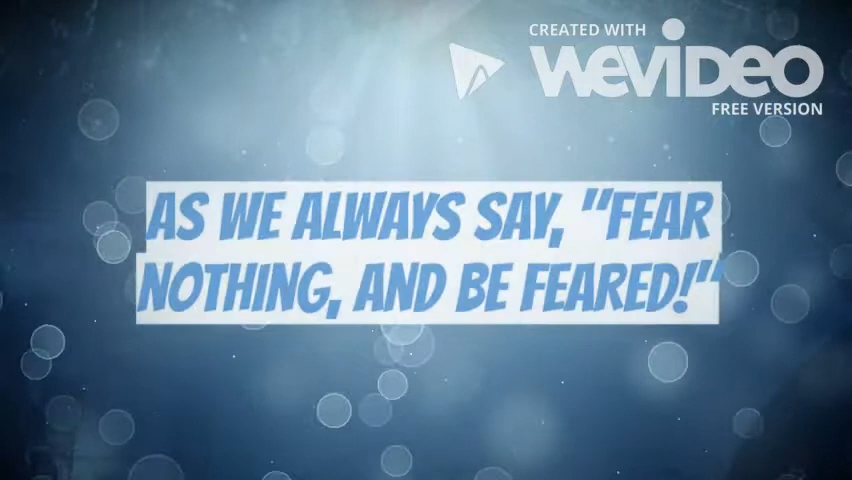 CREATED WITH
WEVIDEO
FREE VERSION
AS WE ALWAYS SAY, "FEAR
NOTHING, AND BE FEARED!"